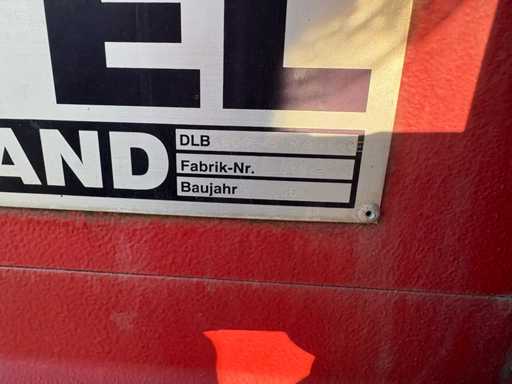 EL
AND
DLB
Fabrik-Nr.
Baujahr